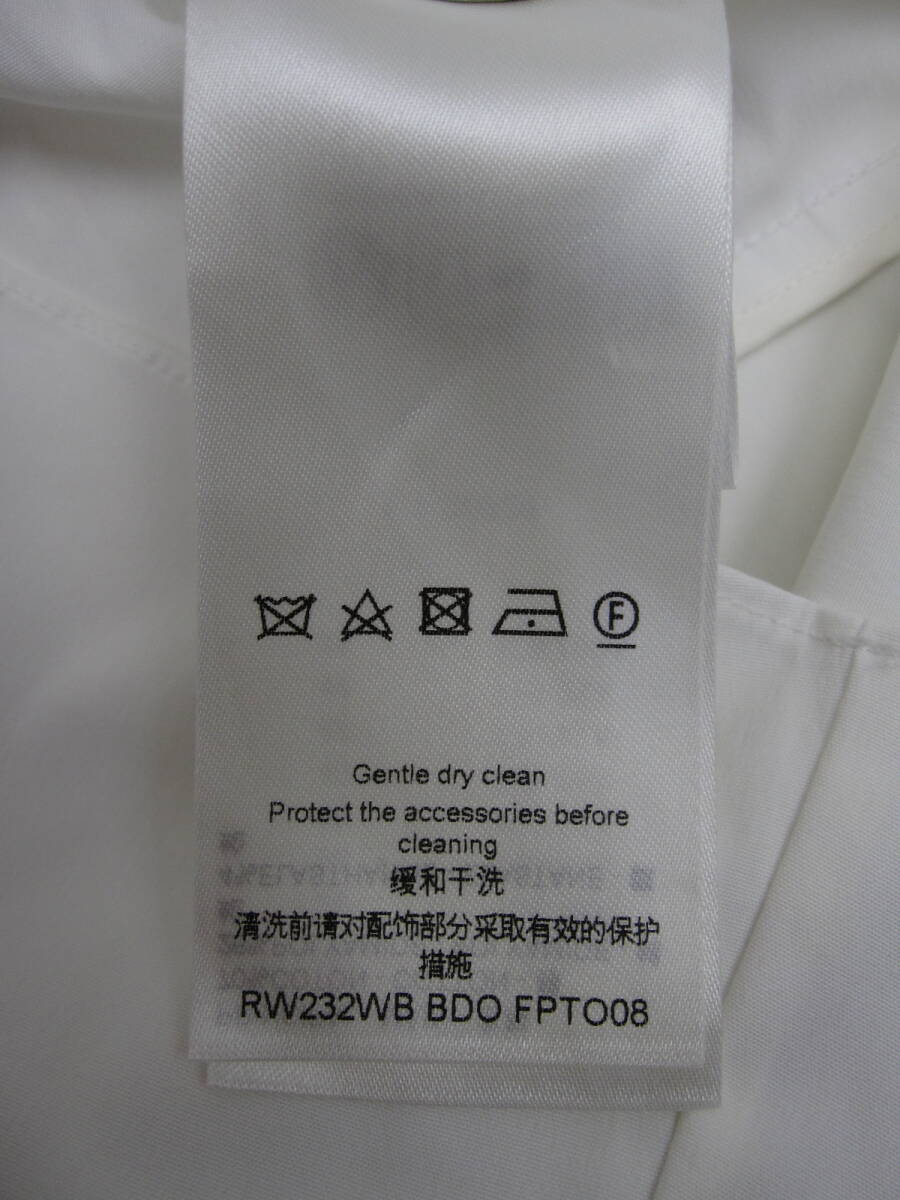 F
Gentle dry clean
Protect the accessories before
cleaning
缓和干洗
清洗前请对配饰部分采取有效的保护
措施
RW232WB BDO FPTO08